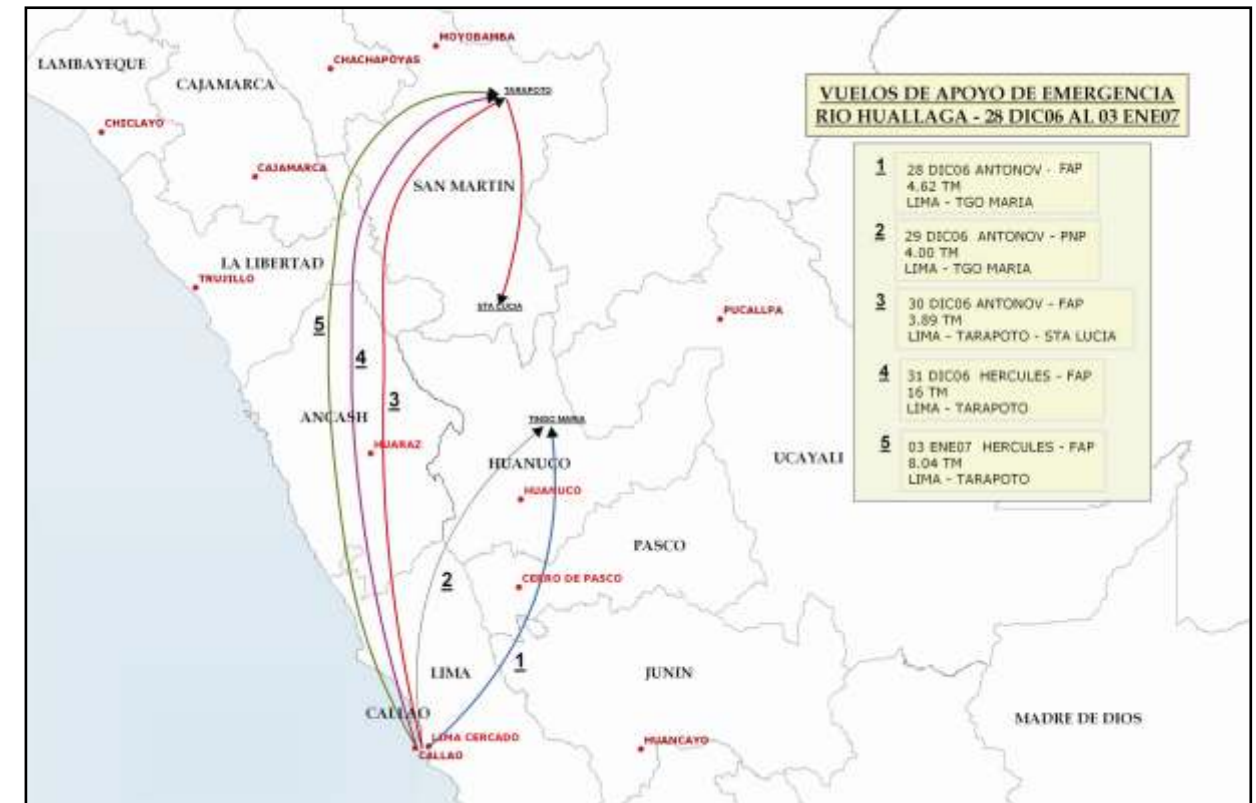 MOYOBAMBA
LAMBAYEQUE
CHACHAPOYAS
CAJAMARCA
TARAPOTO
CHICLAYO
CAJAMARCA
SAN MARTIN
LA LIBERTAD
TRUJILLO
STA LUCIA
PUCALLPA
5
4
3
ANCASH
TINGO MARIA
HUARAZ
HUANUCO
UCAYALI
HUANUCO
PASCO
2
CERRO DE PASCO
1
LIMA
JUNIN
CALLAO
MADRE DE DIOS
LIMA CERCADO
HUANCAYO
CALLAO
VUELOS DE APOYO DE EMERGENCIA
RIO HUALLAGA - 28 DIC06 AL 03 ENE07
1
28 DIC06 ANTONOV - FAP
4.62 TM
LIMA - TGO MARIA
2
29 DIC06 ANTONOV - PNP
4.00 TM
LIMA - TGO MARIA
3
30 DIC06 ANTONOV - FAP
3.89 TM
LIMA - TARAPOTO - STA LUCIA
4
31 DIC06 HERCULES - FAP
16 TM
LIMA - TARAPOTO
5
03 ENE07 HERCULES - FAP
8.04 TM
LIMA - TARAPOTO